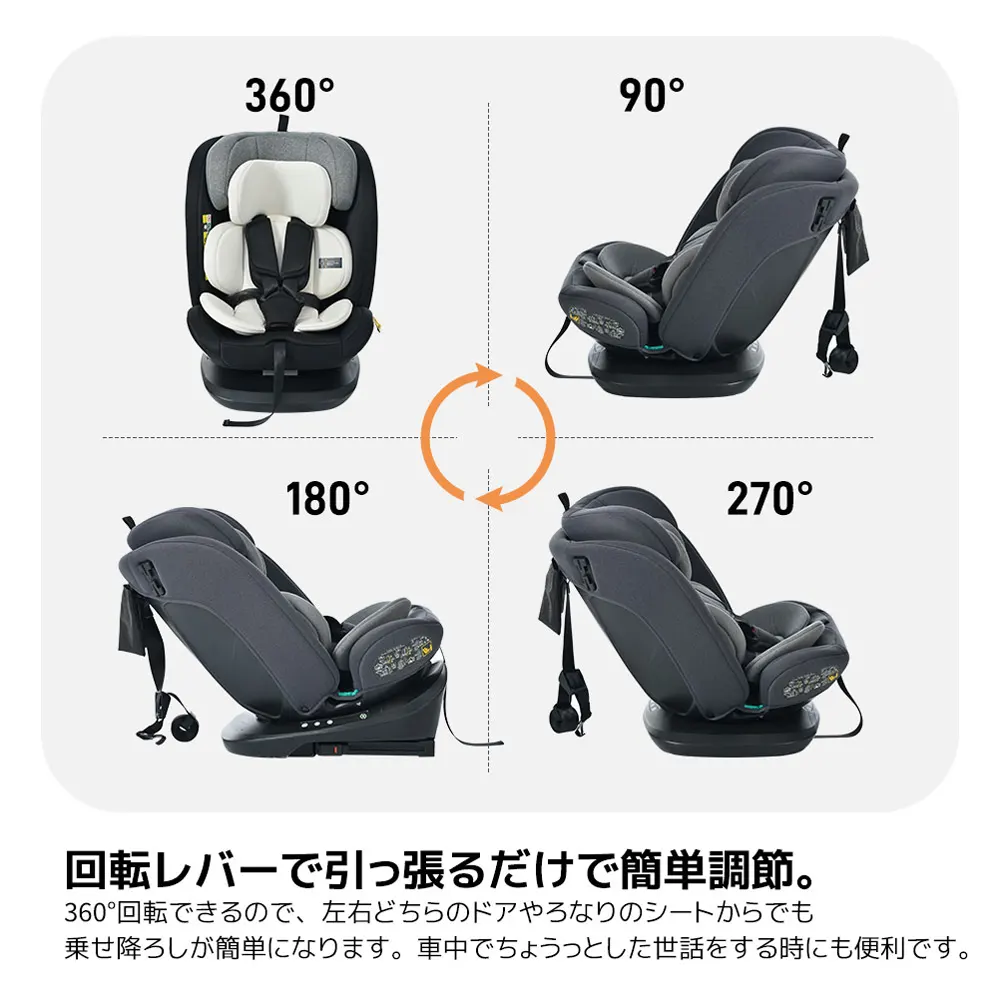 360°
90°
180°
270°
回転レバーで引っ張るだけで簡単調節。
360°回転できるので、左右どちらのドアやろなりのシートからでも
乗せ降ろしが簡単になります。車中でちょうっとした世話をする時にも便利です。